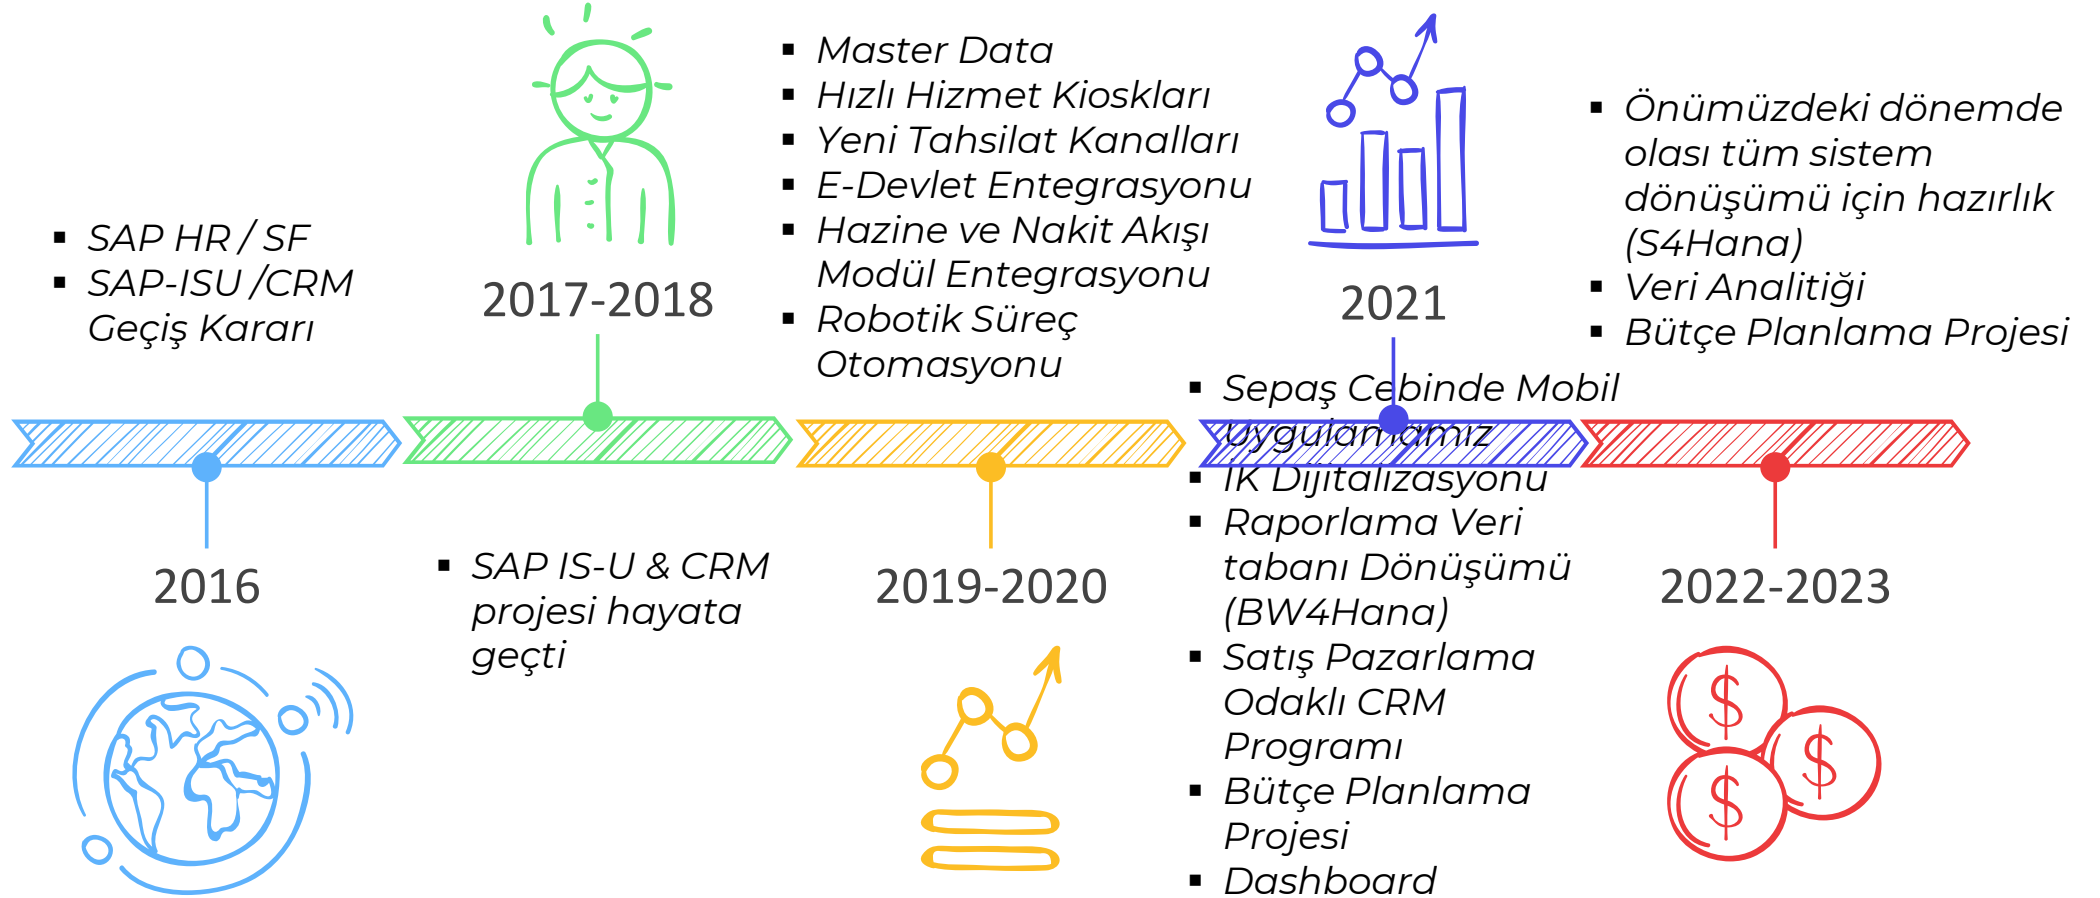 SAP HR / SF
SAP-ISU /CRM
Geçiş Kararı
2016
2017-2018
SAP IS-U & CRM
projesi hayata
geçti
Master Data
Hızlı Hizmet Kioskları
Yeni Tahsilat Kanalları
E-Devlet Entegrasyonu
Hazine ve Nakit Akışı
Modül Entegrasyonu
Robotik Süreç
Otomasyonu
2019-2020
2021
Sepaş Cebinde Mobil
Uygulamamız
İK Dijitalizasyonu
Raporlama Veri
tabanı Dönüşümü
(BW4Hana)
Satış Pazarlama
Odaklı CRM
Programı
Bütçe Planlama
Projesi
Dashboard
Önümüzdeki dönemde
olası tüm sistem
dönüşümü için hazırlık
(S4Hana)
Veri Analitiği
Bütçe Planlama Projesi
2022-2023
$
$
$